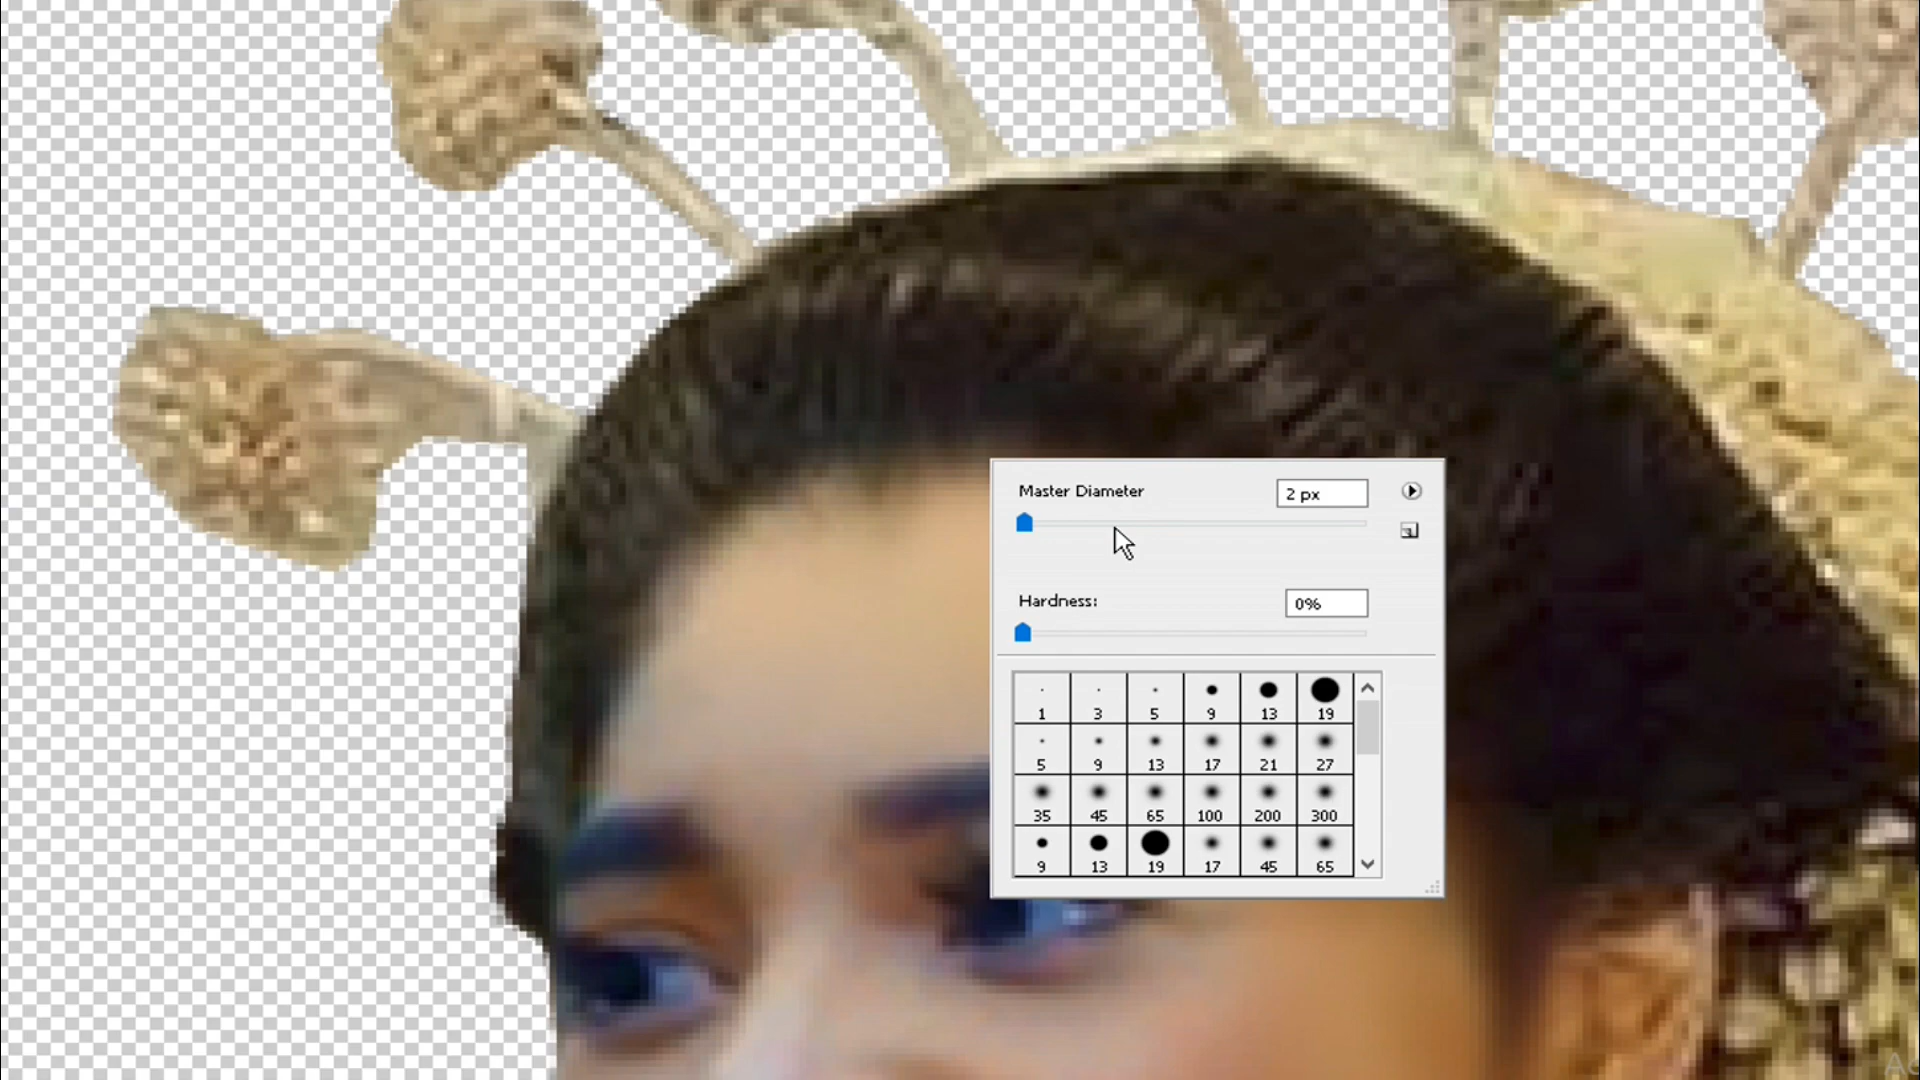 Master Diameter
2 px
Hardness:
0%
1 3 5 9 13 19
5 9 13 17 21 27
35 45 65 100 200 300
9 13 19 17 45 65